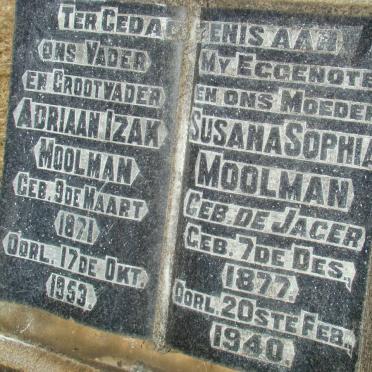 TER GEDAGTENIS AAN
ONS VADER
EN GROOTVADER
ADRIAAN IZAK
MOOLMAN
GEB. 9DE MAART
1871
OORL. 17DE OKT.
1953.
MY EGGENOTE
EN ONS MOEDER
SUSANA SOPHIA
MOOLMAN
GEB DE JAGER
GEB. 7DE DES,
1877.
OORL. 20STE FEB,
1940.